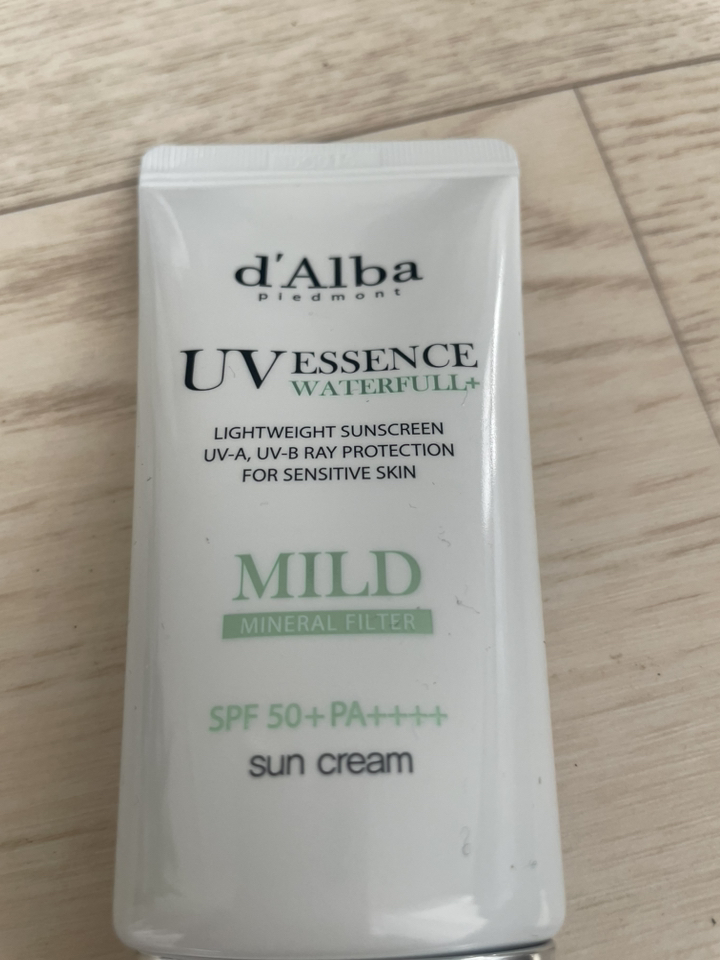 d'Alba
piedmont
UV ESSENCE
WATERFULL+
LIGHTWEIGHT SUNSCREEN
UV-A, UV-B RAY PROTECTION
FOR SENSITIVE SKIN
MILD
MINERAL FILTER
SPF 50+ PA++++
sun cream